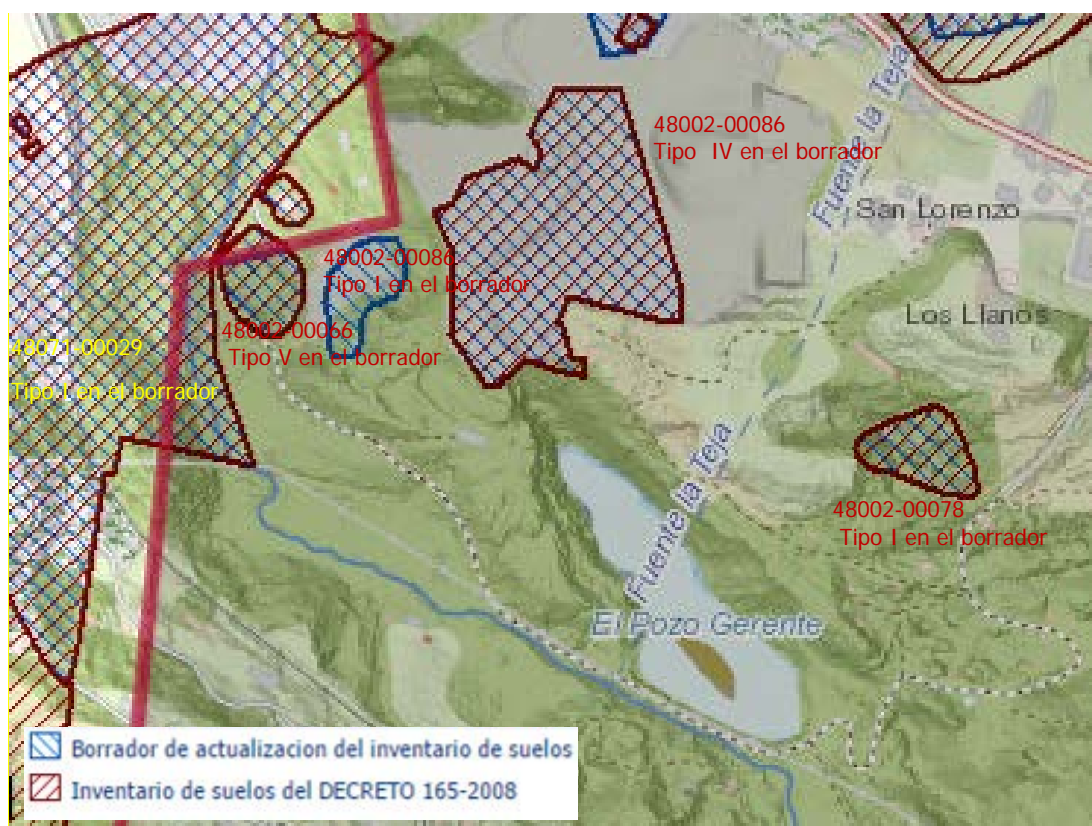 48002-00086
Tipo IV en el borrador
Fuente la Teja
San Lorenzo
48002-00086
Tipo I en el borrador
Los Llanos
48002-00066
Tipo V en el borrador
48071-00029
Tipo I en el borrador
Fuente la Teja
48002-00078
Tipo I en el borrador
El Pozo Gerente
Borrador de actualizacion del inventario de suelos
Inventario de suelos del DECRETO 165-2008